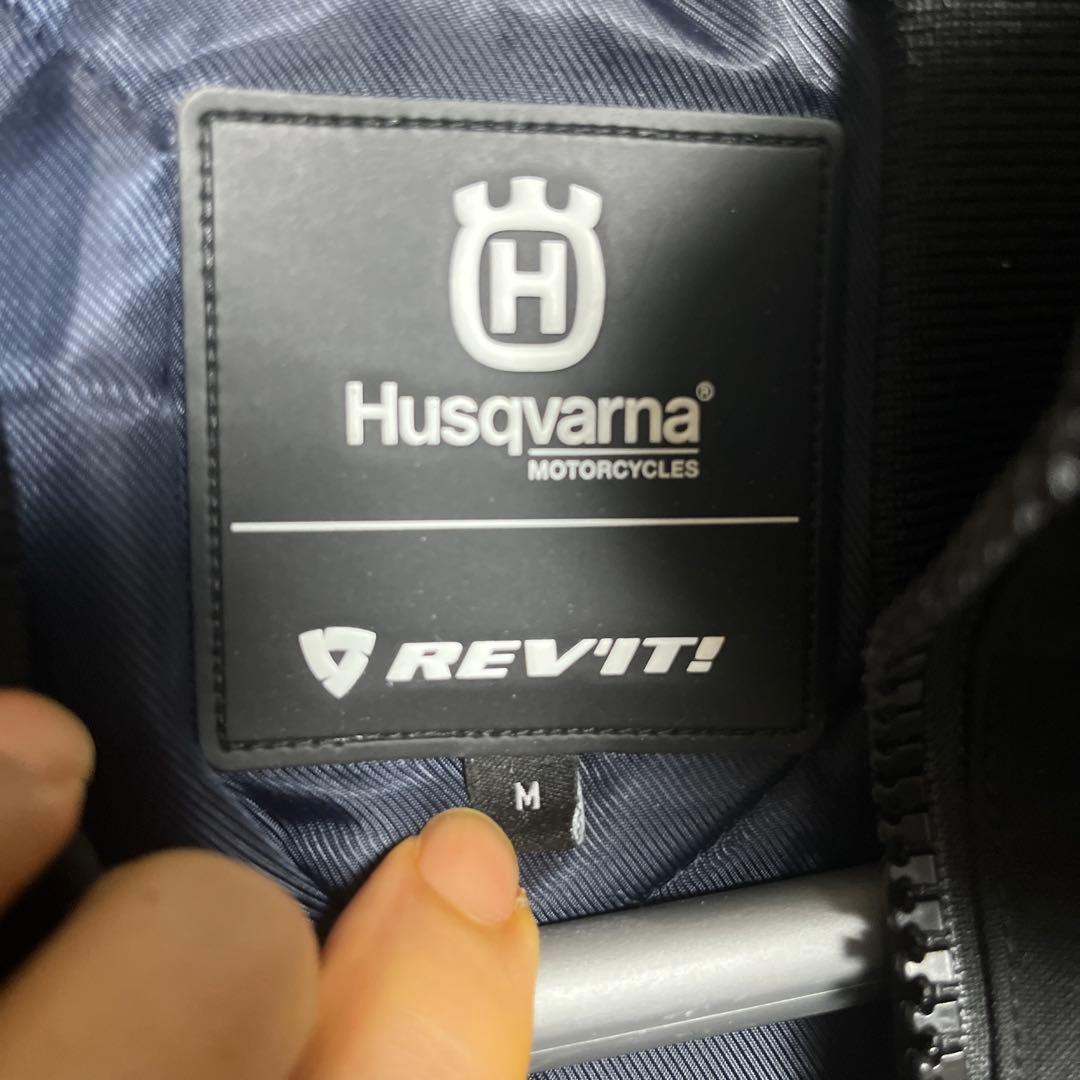 H
Husqvarna®
MOTORCYCLES
REV'IT!
M